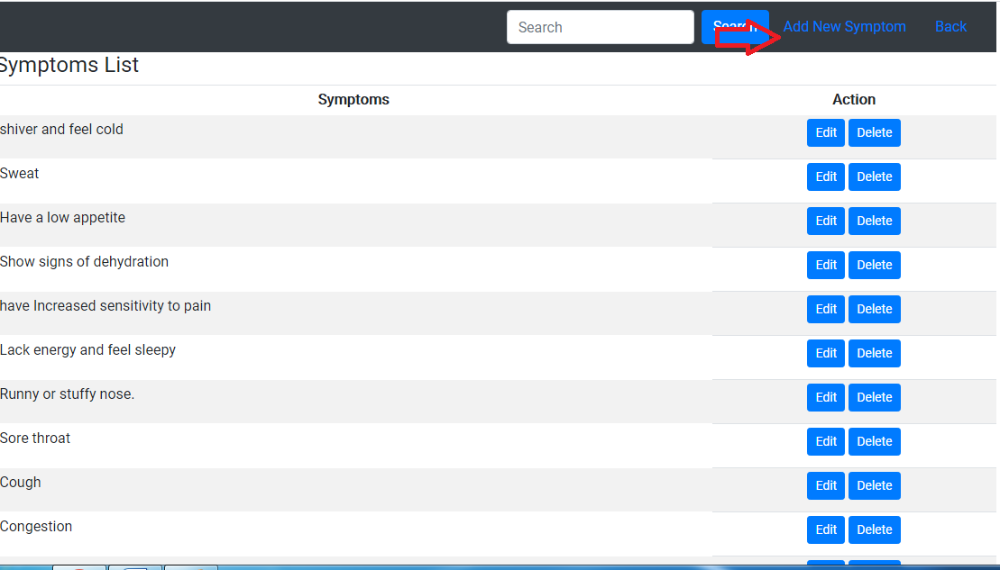 Search Search Add New Symptom Back
Symptoms List
Symptoms Action
shiver and feel cold Edit Delete
Sweat Edit Delete
Have a low appetite Edit Delete
Show signs of dehydration Edit Delete
have Increased sensitivity to pain Edit Delete
Lack energy and feel sleepy Edit Delete
Runny or stuffy nose. Edit Delete
Sore throat Edit Delete
Cough Edit Delete
Congestion Edit Delete